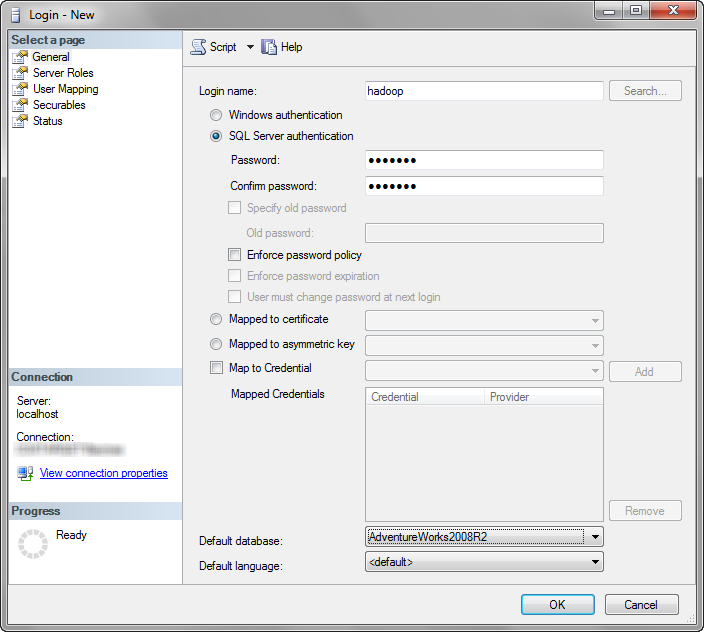 Login - New
Select a page
General
Server Roles
User Mapping
Securables
Status
Script Help
Login name: hadoop Search...
Windows authentication
SQL Server authentication
Password: ●●●●●●●
Confirm password: ●●●●●●●
Specify old password
Old password:
Enforce password policy
Enforce password expiration
User must change password at next login
Mapped to certificate
Mapped to asymmetric key
Map to Credential Add
Mapped Credentials Credential Provider
Remove
Default database: AdventureWorks2008R2
Default language: <default>
Connection
Server:
localhost
Connection:
View connection properties
Progress
Ready
OK Cancel